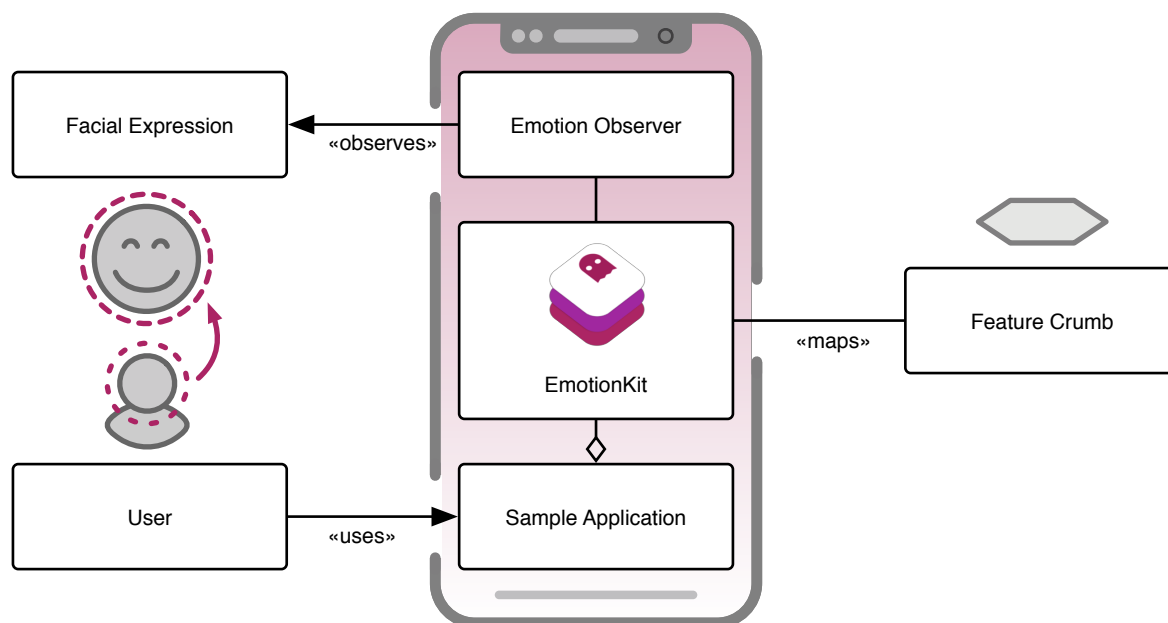 Facial Expression
«observes»
Emotion Observer
EmotionKit
«maps»
Feature Crumb
User
«uses»
Sample Application